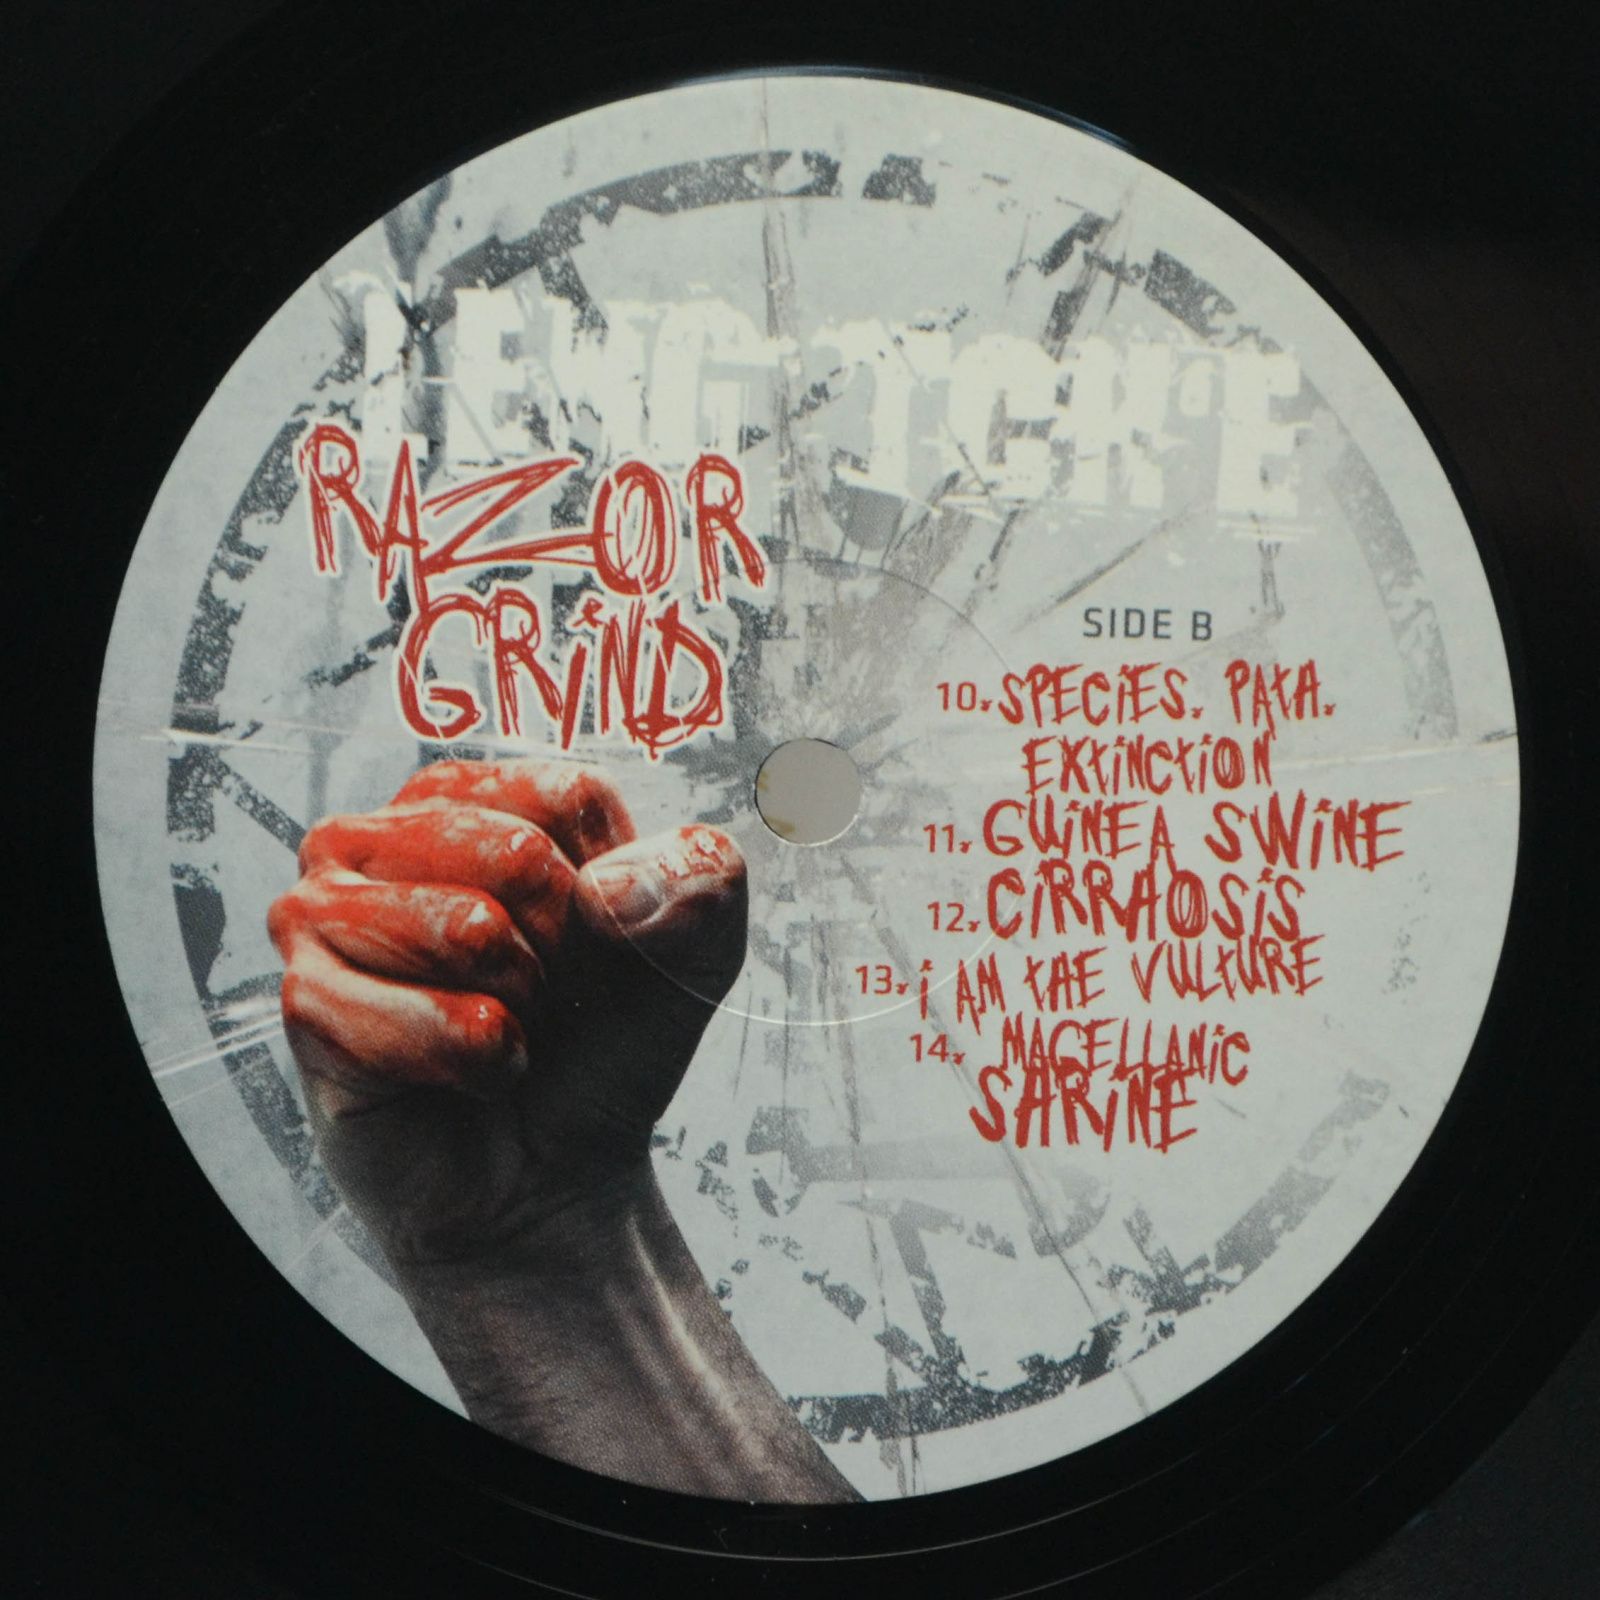 LENG TCH'E
RAZOR
GRIND
SIDE B
10. SPECIES. PATH.
EXTINCTION
11. GUINEA SWINE
12. CIRRHOSIS
13. I AM THE VULTURE
14. MAGELLANIC
SARINE